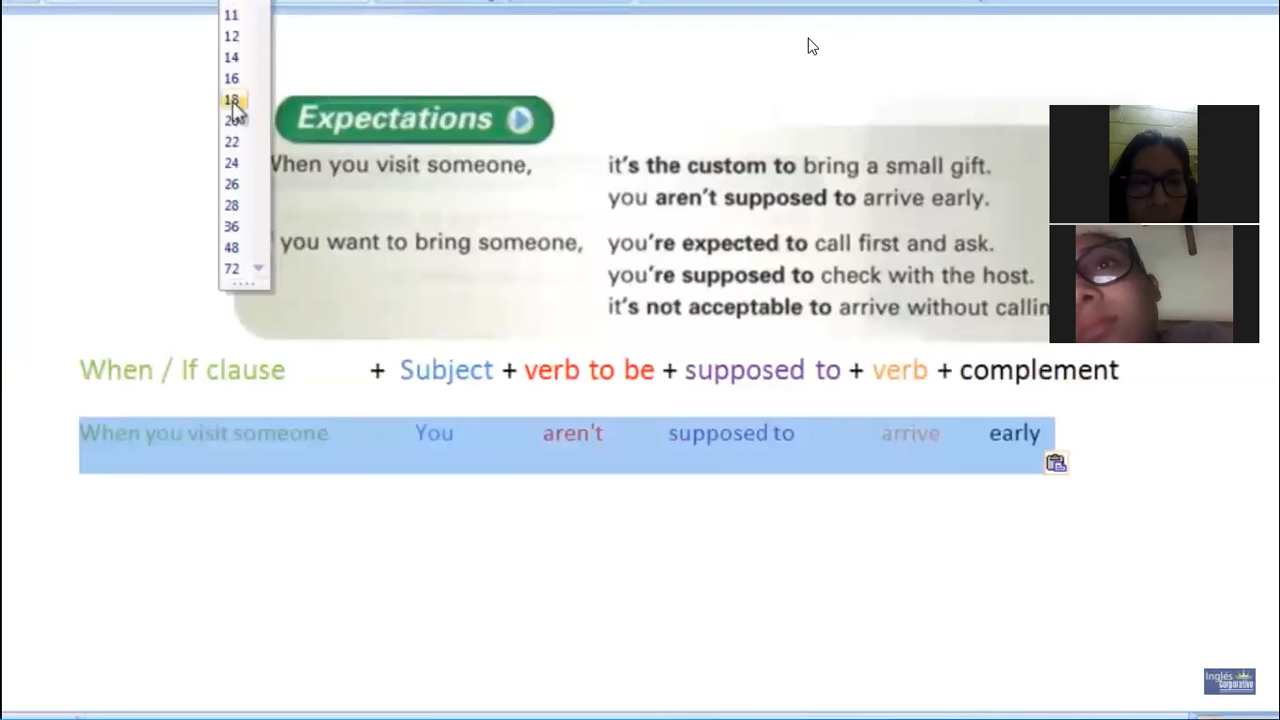 11
12
14
16
18
20
22
24
26
28
36
48
72
Expectations
When you visit someone, it's the custom to bring a small gift.
you aren't supposed to arrive early.
you want to bring someone, you're expected to call first and ask.
you're supposed to check with the host.
it's not acceptable to arrive without callin
When / If clause + Subject + verb to be + supposed to + verb + complement
When you visit someone You aren't supposed to arrive early
Inglés
Corporativo